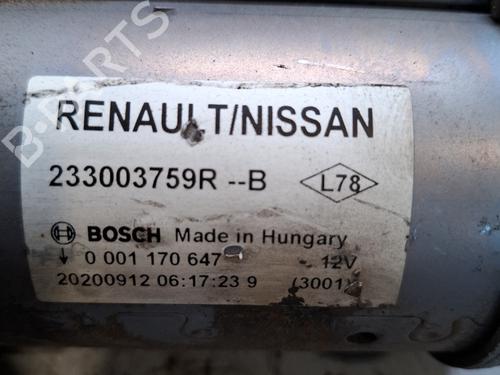 B-PARTS
RENAULT/NISSAN
233003759R --B L78
BOSCH Made in Hungary
0 001 170 647 12V
20200912 06:17:23 9 (3001)